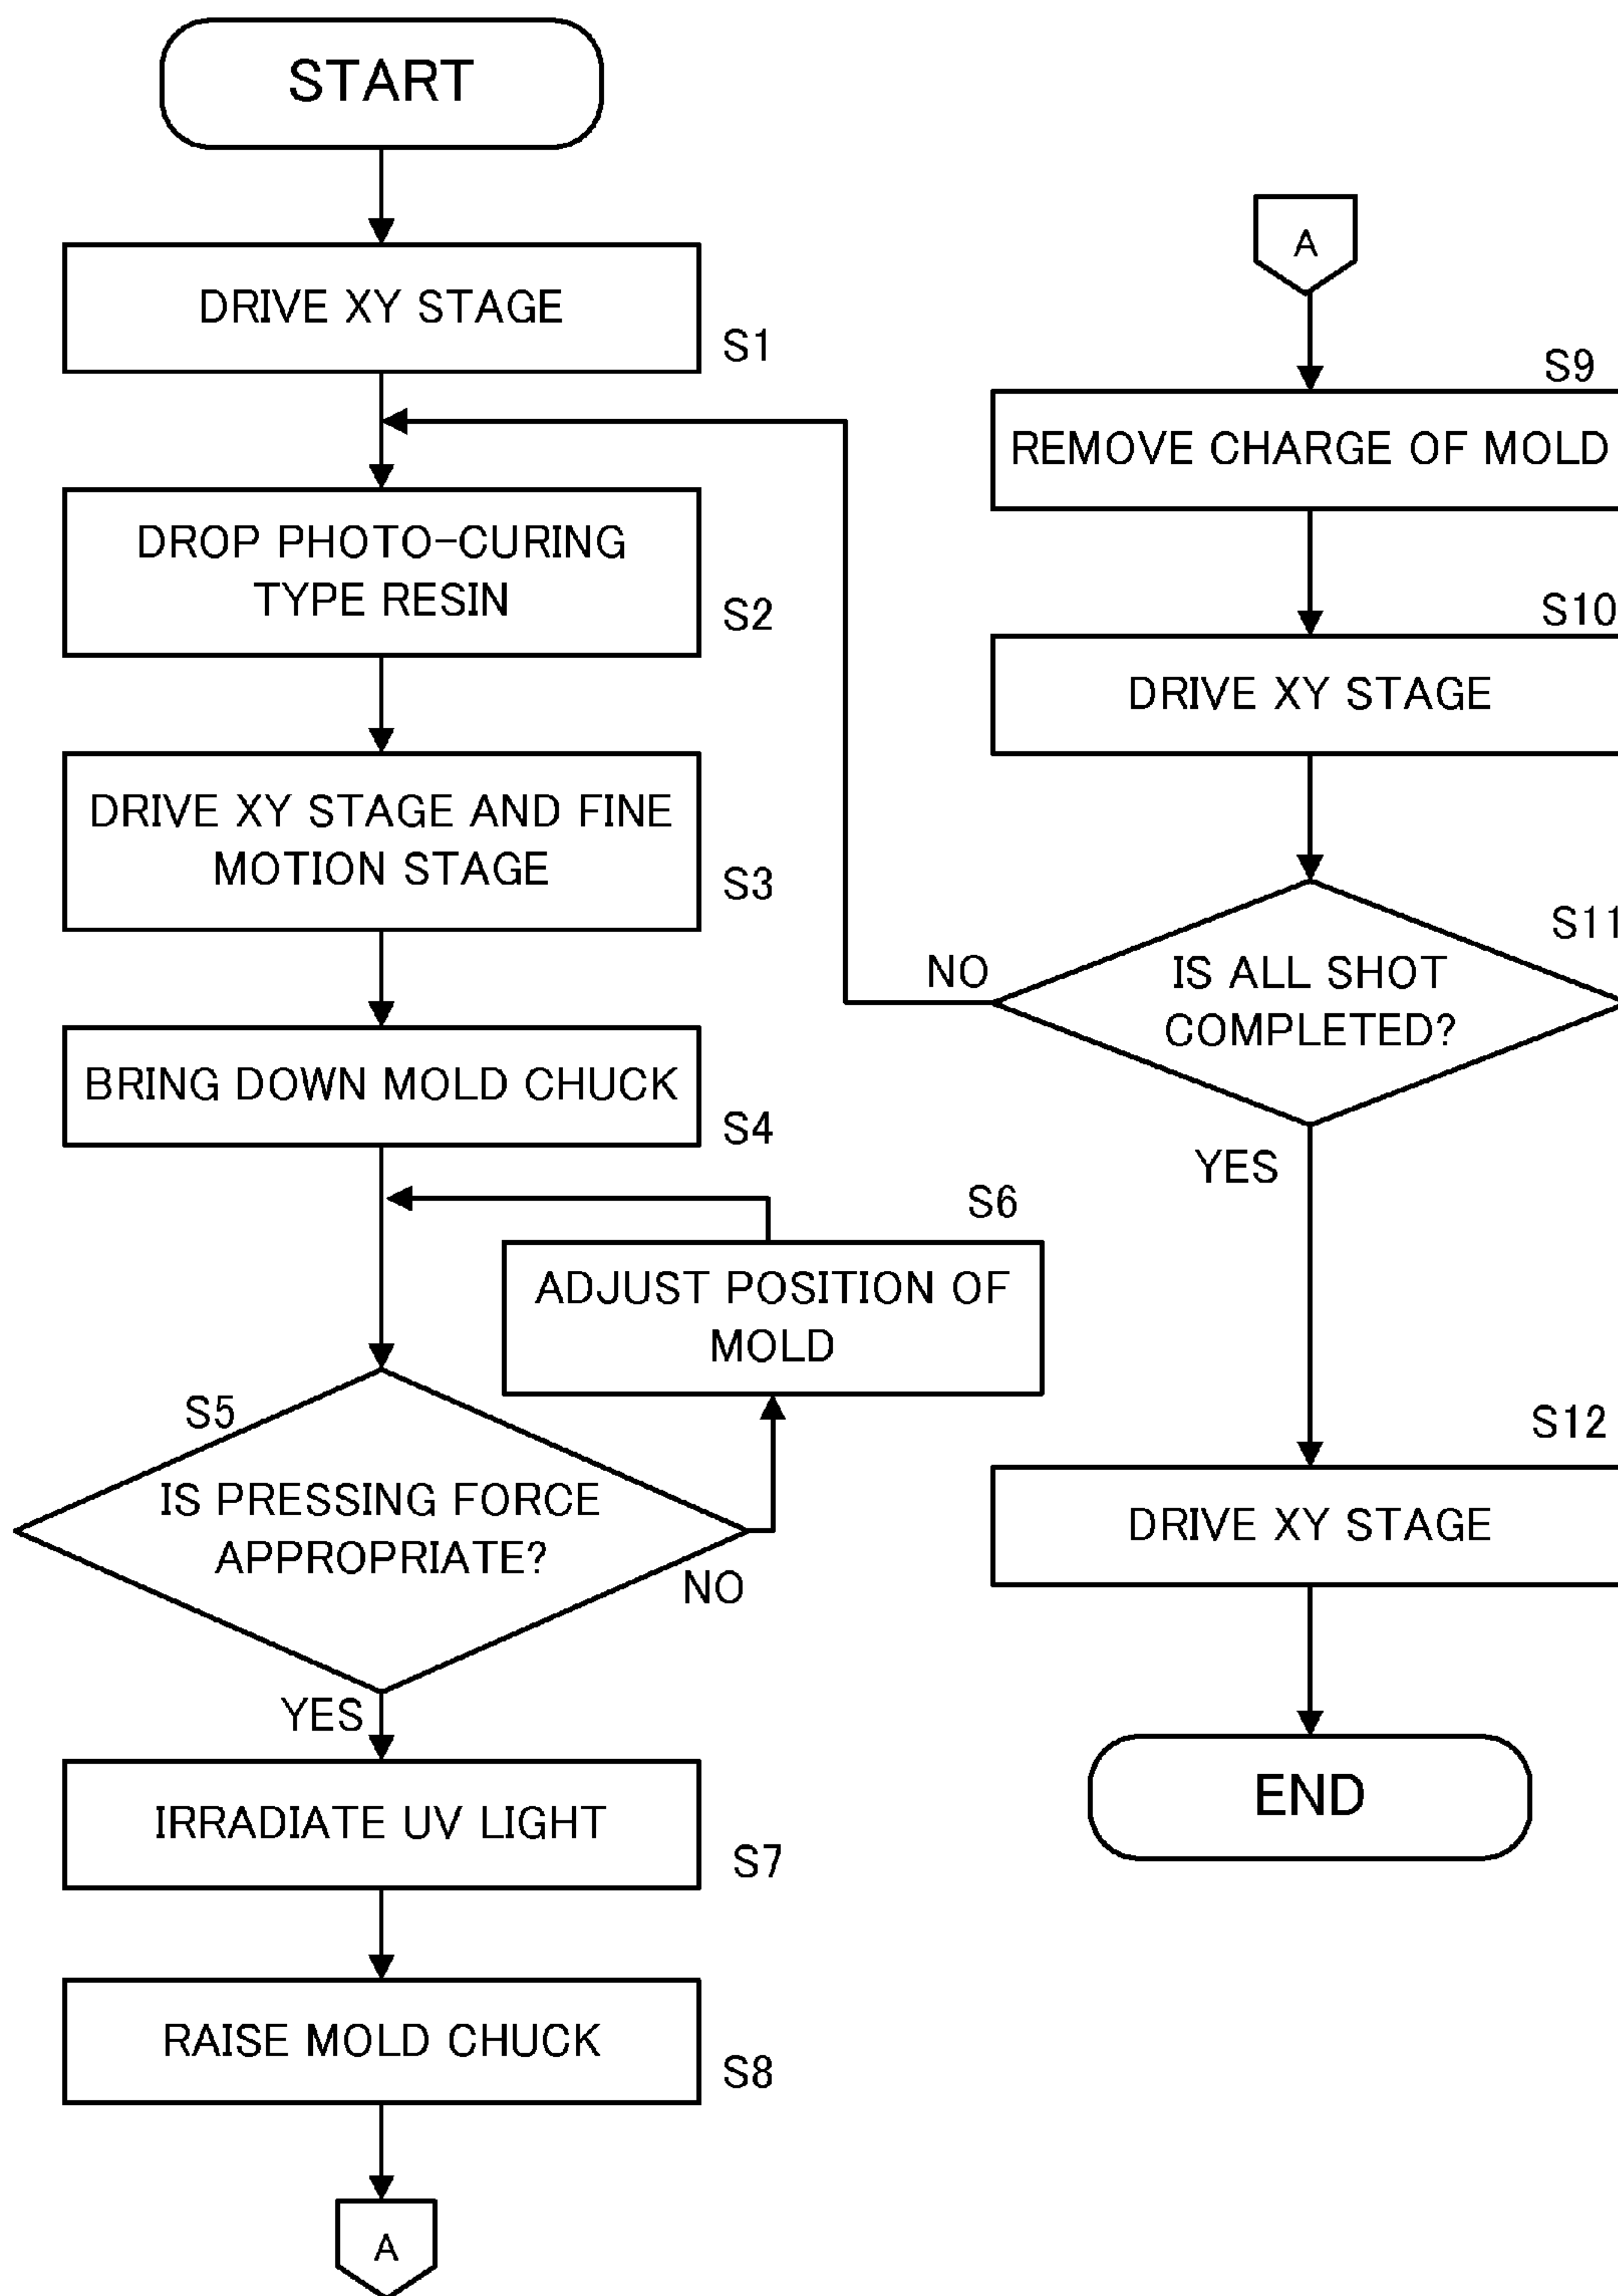 START
DRIVE XY STAGE
S1
DROP PHOTO-CURING
TYPE RESIN
S2
DRIVE XY STAGE AND FINE
MOTION STAGE
S3
BRING DOWN MOLD CHUCK
S4
S6
ADJUST POSITION OF
MOLD
S5
IS PRESSING FORCE
APPROPRIATE?
NO
YES
IRRADIATE UV LIGHT
S7
RAISE MOLD CHUCK
S8
A
A
S9
REMOVE CHARGE OF MOLD
S10
DRIVE XY STAGE
S11
NO
IS ALL SHOT
COMPLETED?
YES
S12
DRIVE XY STAGE
END